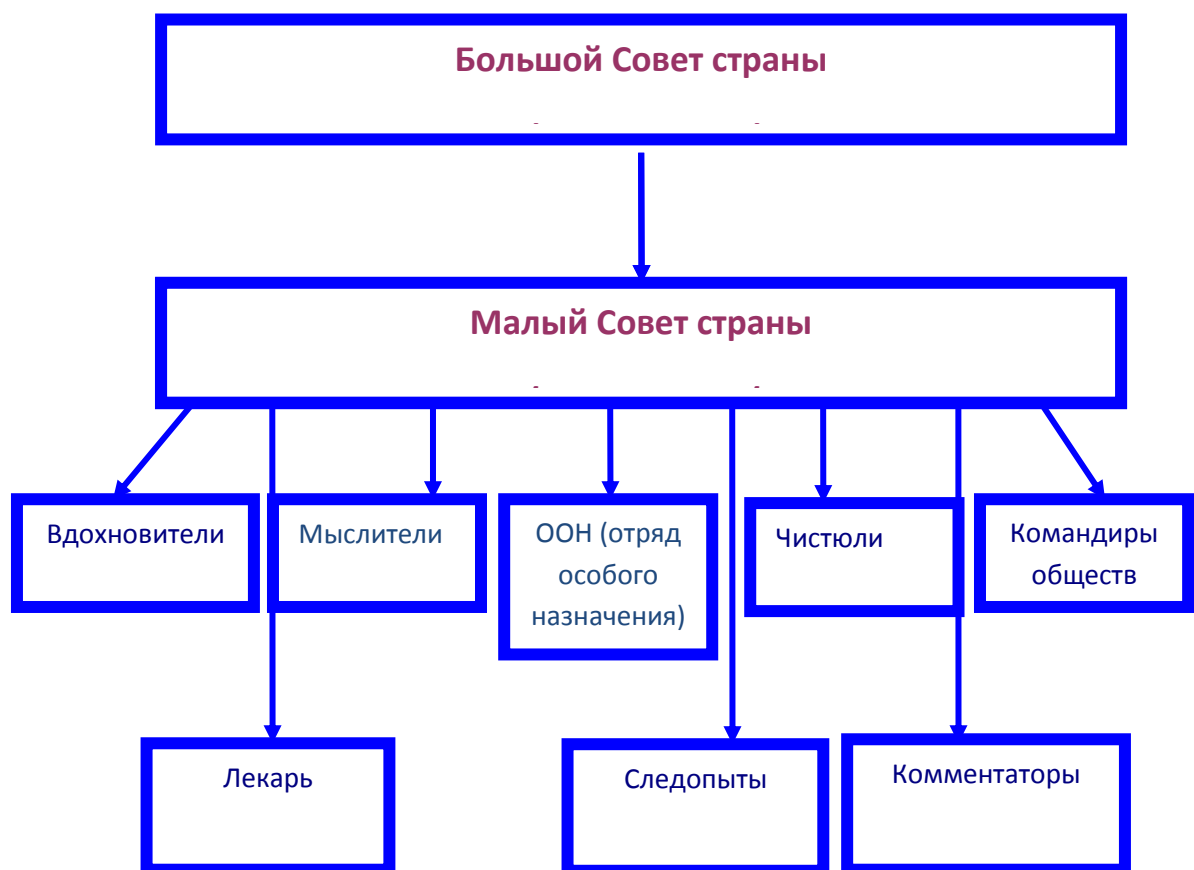 Большой Совет страны
Малый Совет страны
Вдохновители
Мыслители
ООН (отряд
особого
назначения)
Чистюли
Командиры
обществ
Лекарь
Следопыты
Комментаторы